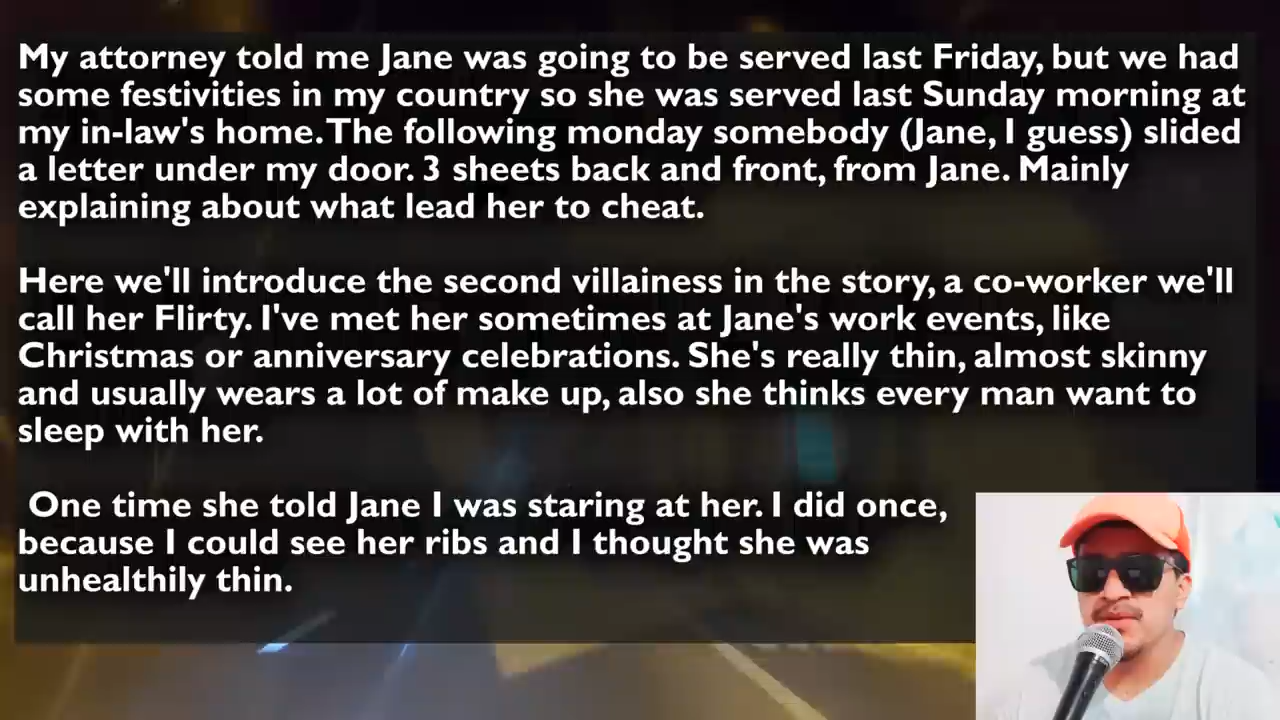 My attorney told me Jane was going to be served last Friday, but we had
some festivities in my country so she was served last Sunday morning at
my in-law's home. The following monday somebody (Jane, I guess) slided
a letter under my door. 3 sheets back and front, from Jane. Mainly
explaining about what lead her to cheat.
Here we'll introduce the second villainess in the story, a co-worker we'll
call her Flirty. I've met her sometimes at Jane's work events, like
Christmas or anniversary celebrations. She's really thin, almost skinny
and usually wears a lot of make up, also she thinks every man want to
sleep with her.
One time she told Jane I was staring at her. I did once,
because I could see her ribs and I thought she was
unhealthily thin.